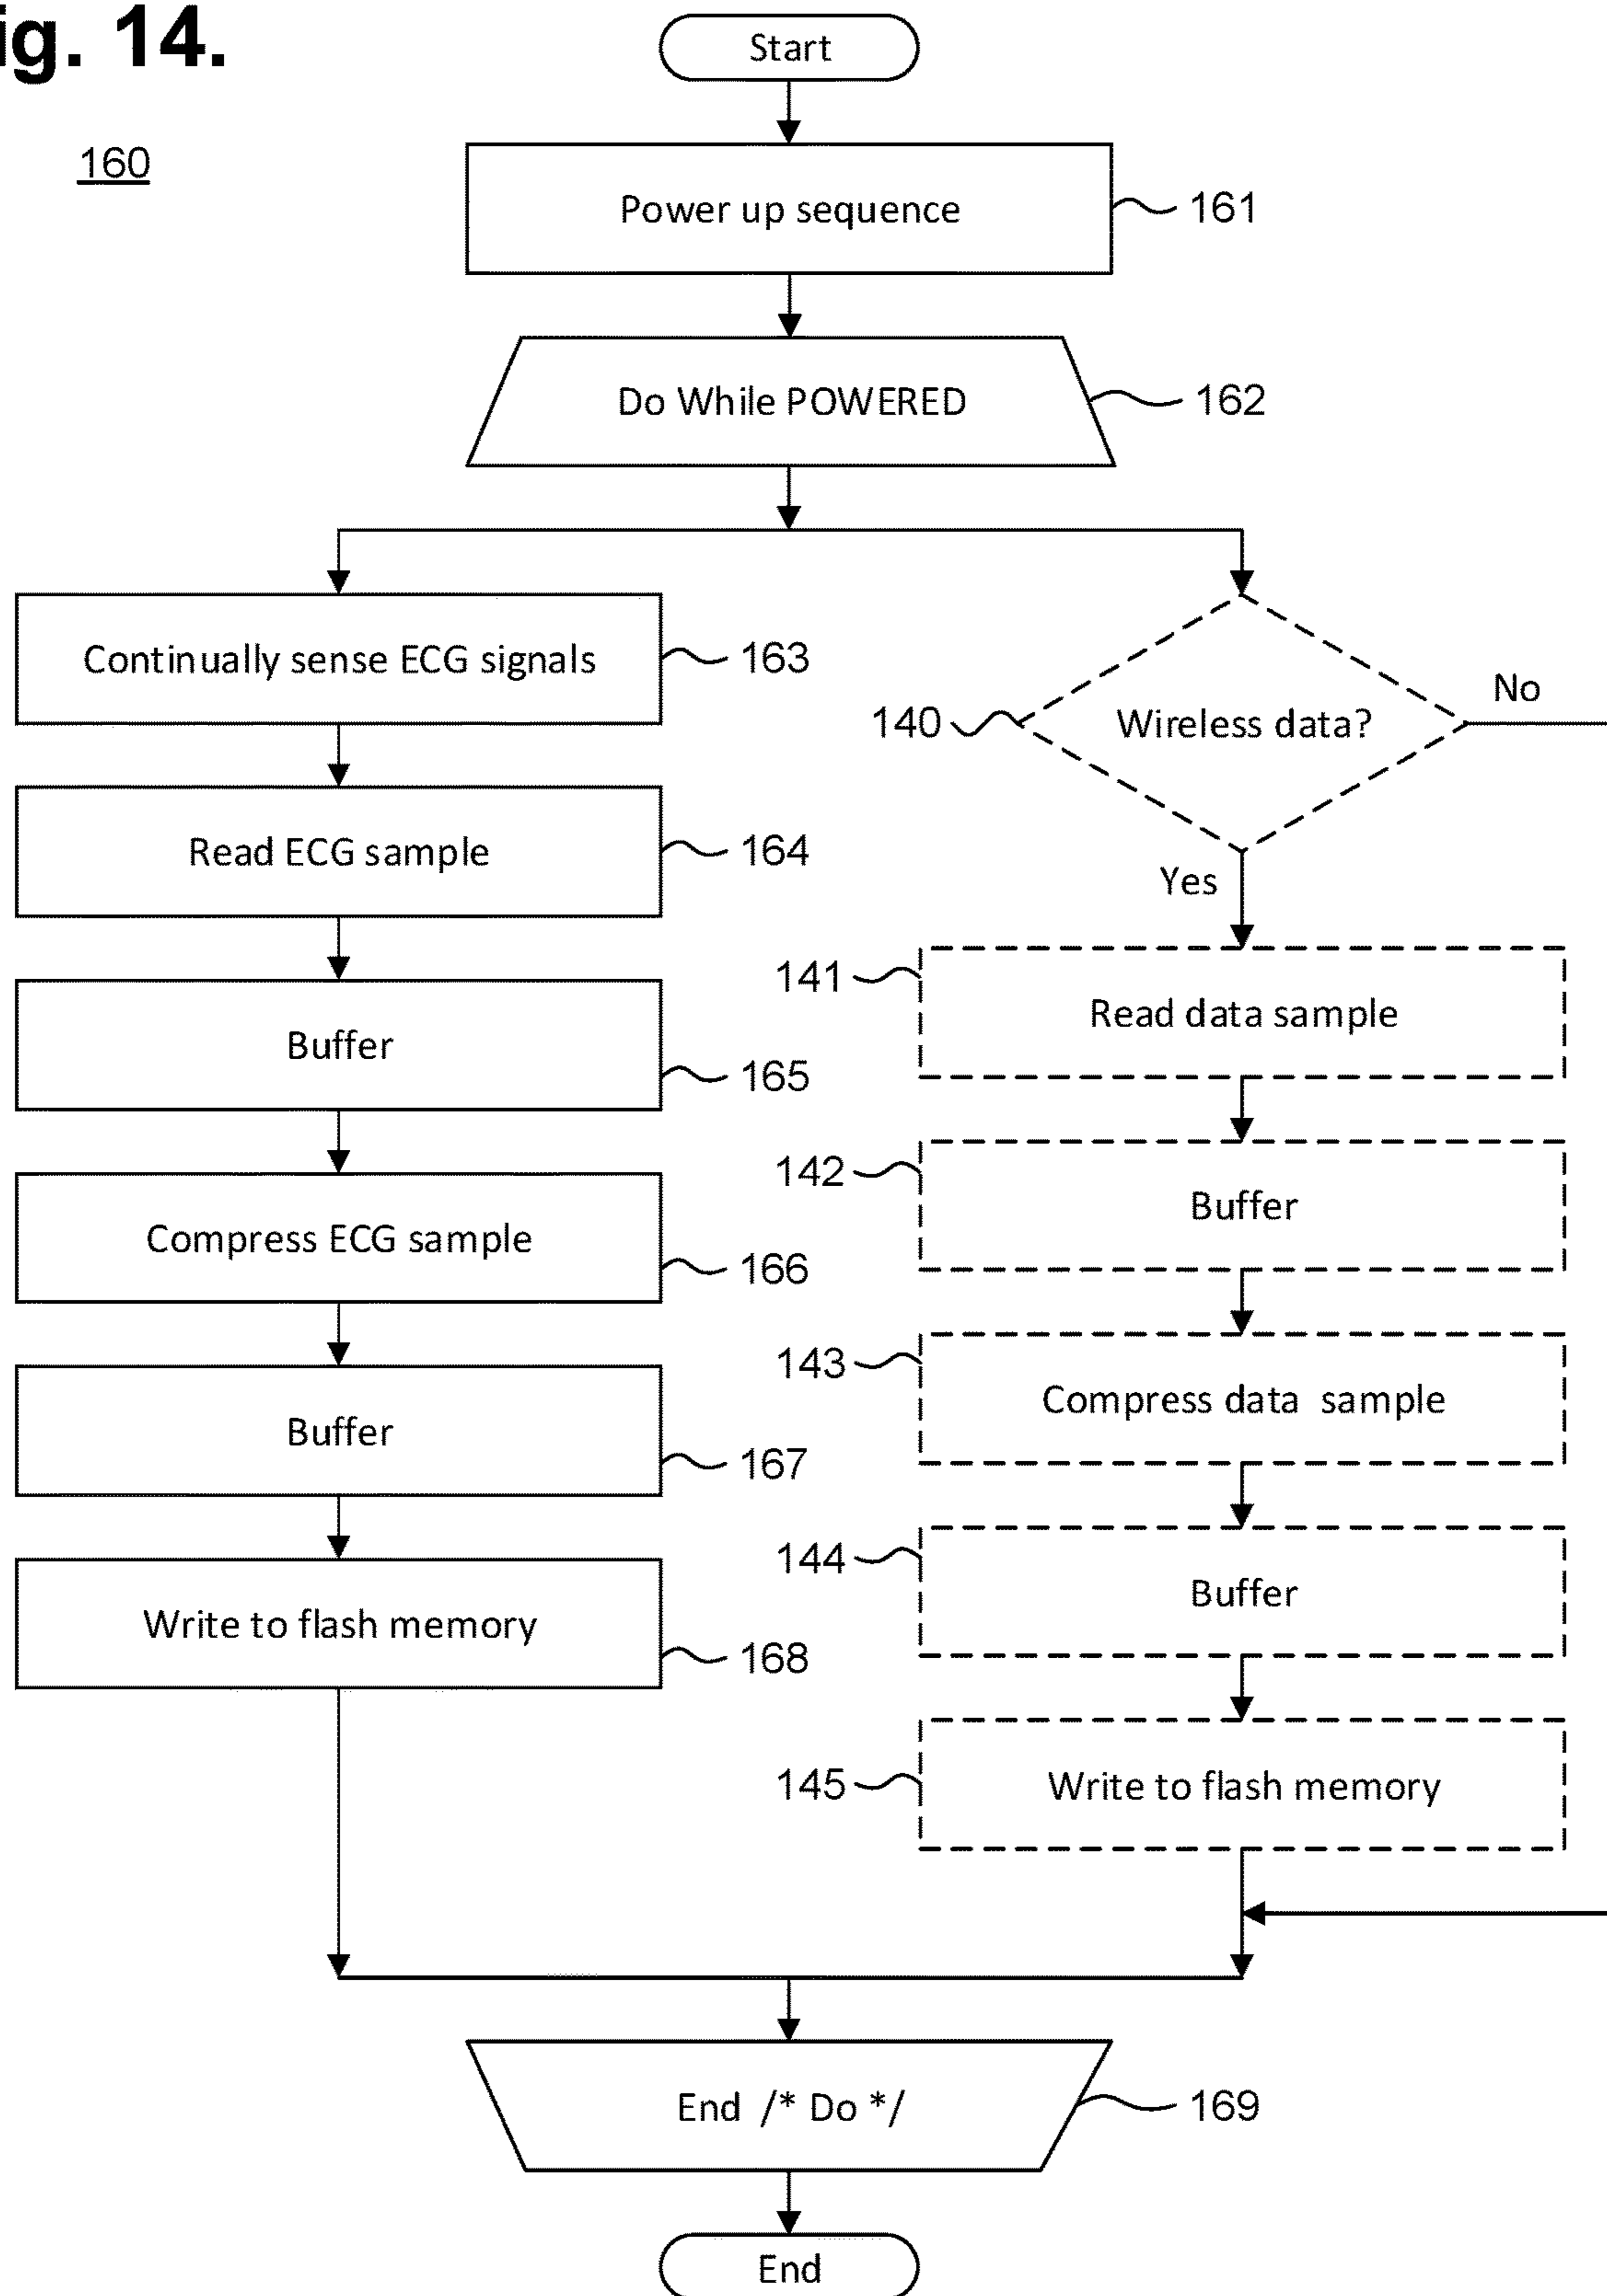 ig. 14.
160
Start
Power up sequence
161
Do While POWERED
162
Continually sense ECG signals
163
140
Wireless data?
No
Read ECG sample
164
Yes
141
Read data sample
Buffer
165
142
Buffer
Compress ECG sample
166
143
Compress data  sample
Buffer
167
144
Buffer
Write to flash memory
168
145
Write to flash memory
End /* Do */
169
End